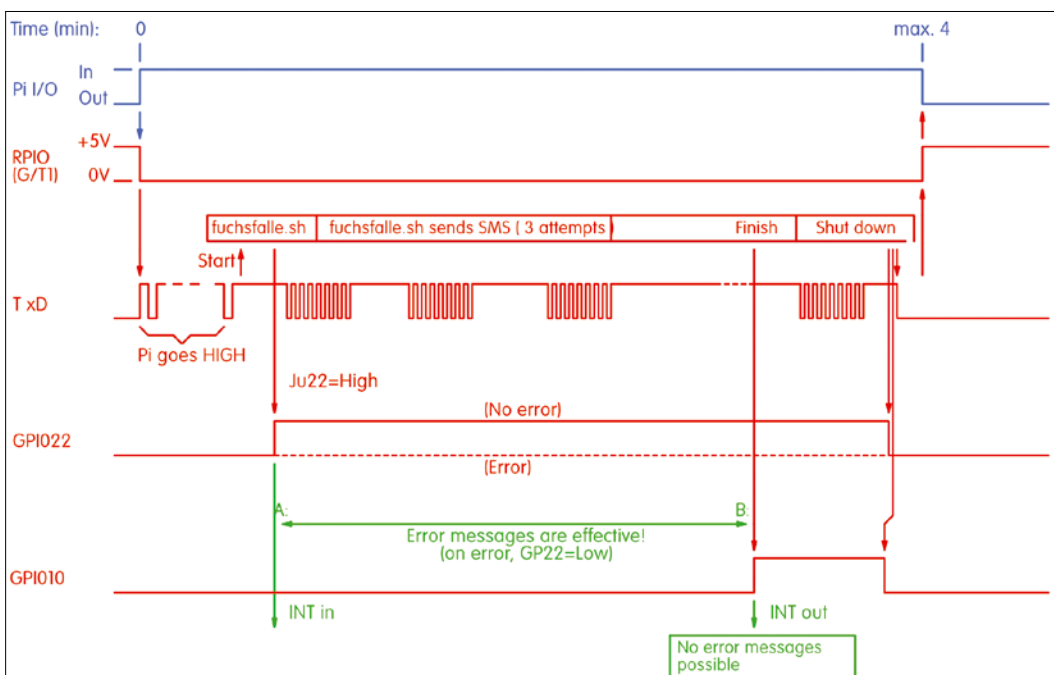 Time (min): 0 max. 4
Pi I/O In
Out
RPIO +5V
(G/T1) 0V
fuchsfalle.sh fuchsfalle.sh sends SMS ( 3 attempts ) Finish Shut down
Start
T xD
Pi goes HIGH
Ju22=High
(No error)
GPI022
(Error)
A: B:
Error messages are effective!
(on error, GP22=Low)
GPI010
INT in INT out
No error messages
possible